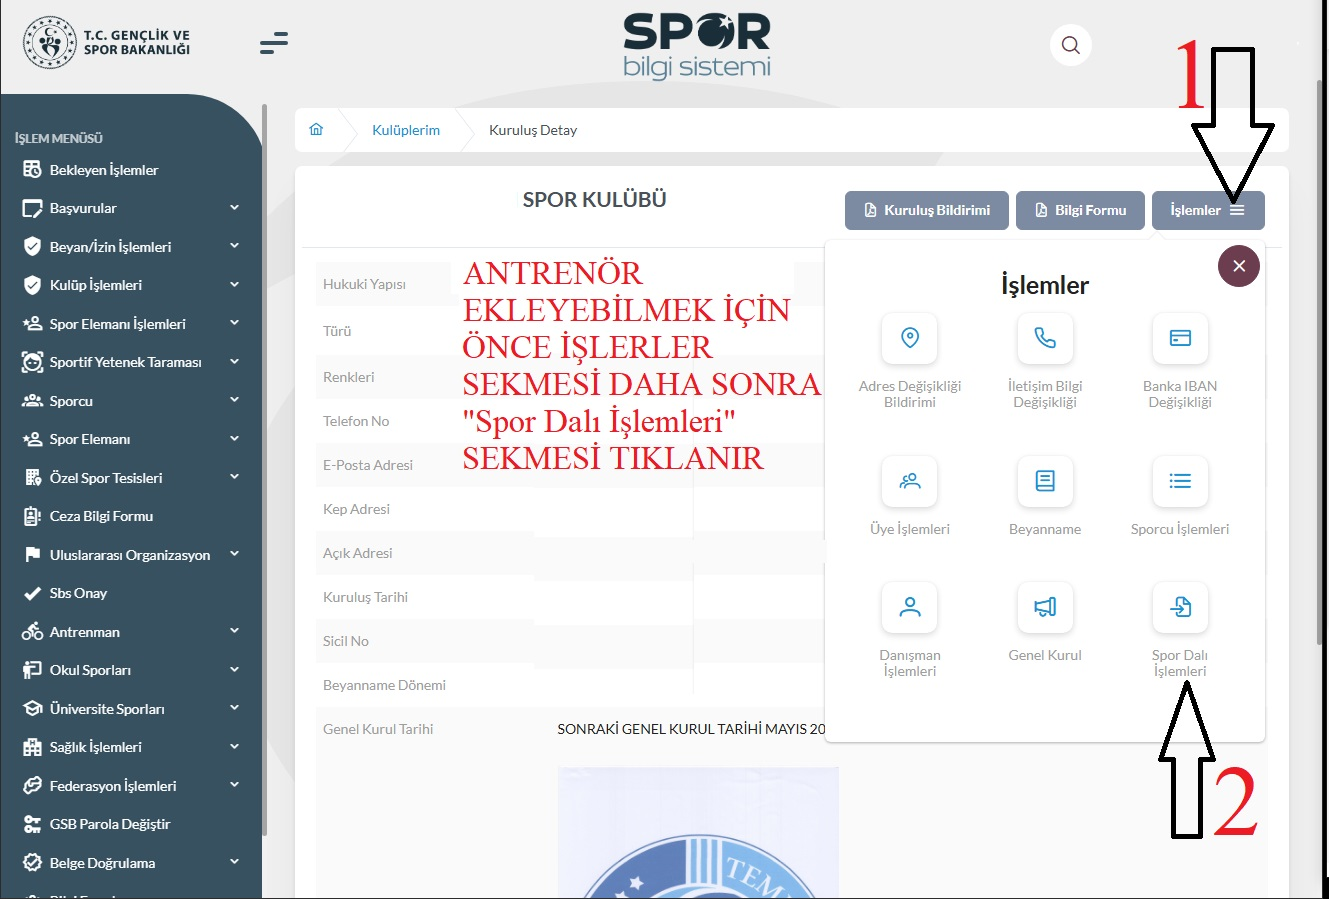 T.C. GENÇLİK VE
SPOR BAKANLIĞI
SPOR
bilgi sistemi
1
İŞLEM MENÜSÜ
Bekleyen İşlemler
Başvurular
Beyan/İzin İşlemleri
Kulüp İşlemleri
Spor Elemanı İşlemleri
Sportif Yetenek Taraması
Sporcu
Spor Elemanı
Özel Spor Tesisleri
Ceza Bilgi Formu
Uluslararası Organizasyon
Sbs Onay
Antrenman
Okul Sporları
Üniversite Sporları
Sağlık İşlemleri
Federasyon İşlemleri
GSB Parola Değiştir
Belge Doğrulama
Kulüplerim
Kuruluş Detay
SPOR KULÜBÜ
Kuruluş Bildirimi
Bilgi Formu
İşlemler
Hukuki Yapısı
Türü
Renkleri
Telefon No
E-Posta Adresi
Kep Adresi
Açık Adresi
Kuruluş Tarihi
Sicil No
Beyanname Dönemi
Genel Kurul Tarihi
SONRAKİ GENEL KURUL TARİHİ MAYIS 20
ANTRENÖR
EKLEYEBİLMEK İÇİN
ÖNCE İŞLERLER
SEKMESİ DAHA SONRA
"Spor Dalı İşlemleri"
SEKMESİ TIKLANIR
İşlemler
Adres Değişikliği
Bildirimi
İletişim Bilgi
Değişikliği
Banka IBAN
Değişikliği
Üye İşlemleri
Beyanname
Sporcu İşlemleri
Danışman
İşlemleri
Genel Kurul
Spor Dalı
İşlemleri
2
TEM